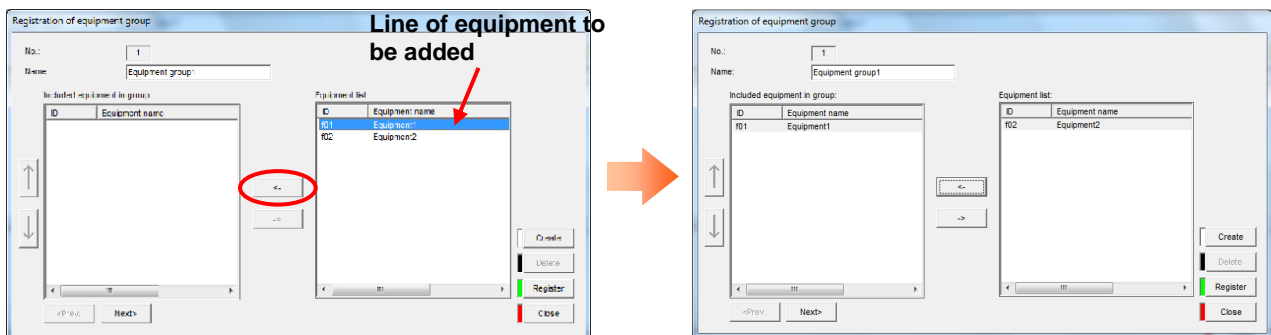 Registration of equipment group
Line of equipment to
be added
No.: 1
Name Equipment group1
Included equipment in group
Equipment list
ID Equipment name
ID Equipment name
f01 Equipment1
f02 Equipment2
<-
->
Create
Delete
Register
Close
<Prev. Next>
Registration of equipment group
No.: 1
Name: Equipment group1
Included equipment in group:
Equipment list:
ID Equipment name
f01 Equipment1
ID Equipment name
f02 Equipment2
<-
->
Create
Delete
Register
Close
<Prev. Next>